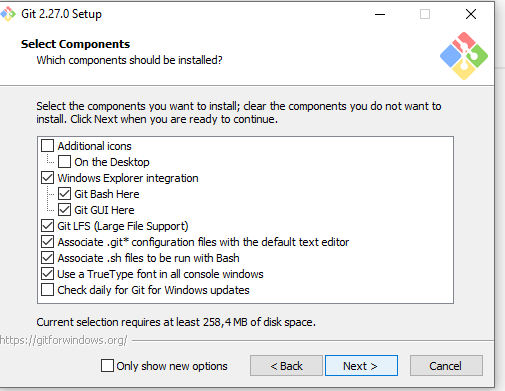 Git 2.27.0 Setup
Select Components
Which components should be installed?
Select the components you want to install; clear the components you do not want to
install. Click Next when you are ready to continue.
Additional icons
On the Desktop
Windows Explorer integration
Git Bash Here
Git GUI Here
Git LFS (Large File Support)
Associate .git* configuration files with the default text editor
Associate .sh files to be run with Bash
Use a TrueType font in all console windows
Check daily for Git for Windows updates
Current selection requires at least 258,4 MB of disk space.
https://gitforwindows.org/
Only show new options
< Back
Next >
Cancel